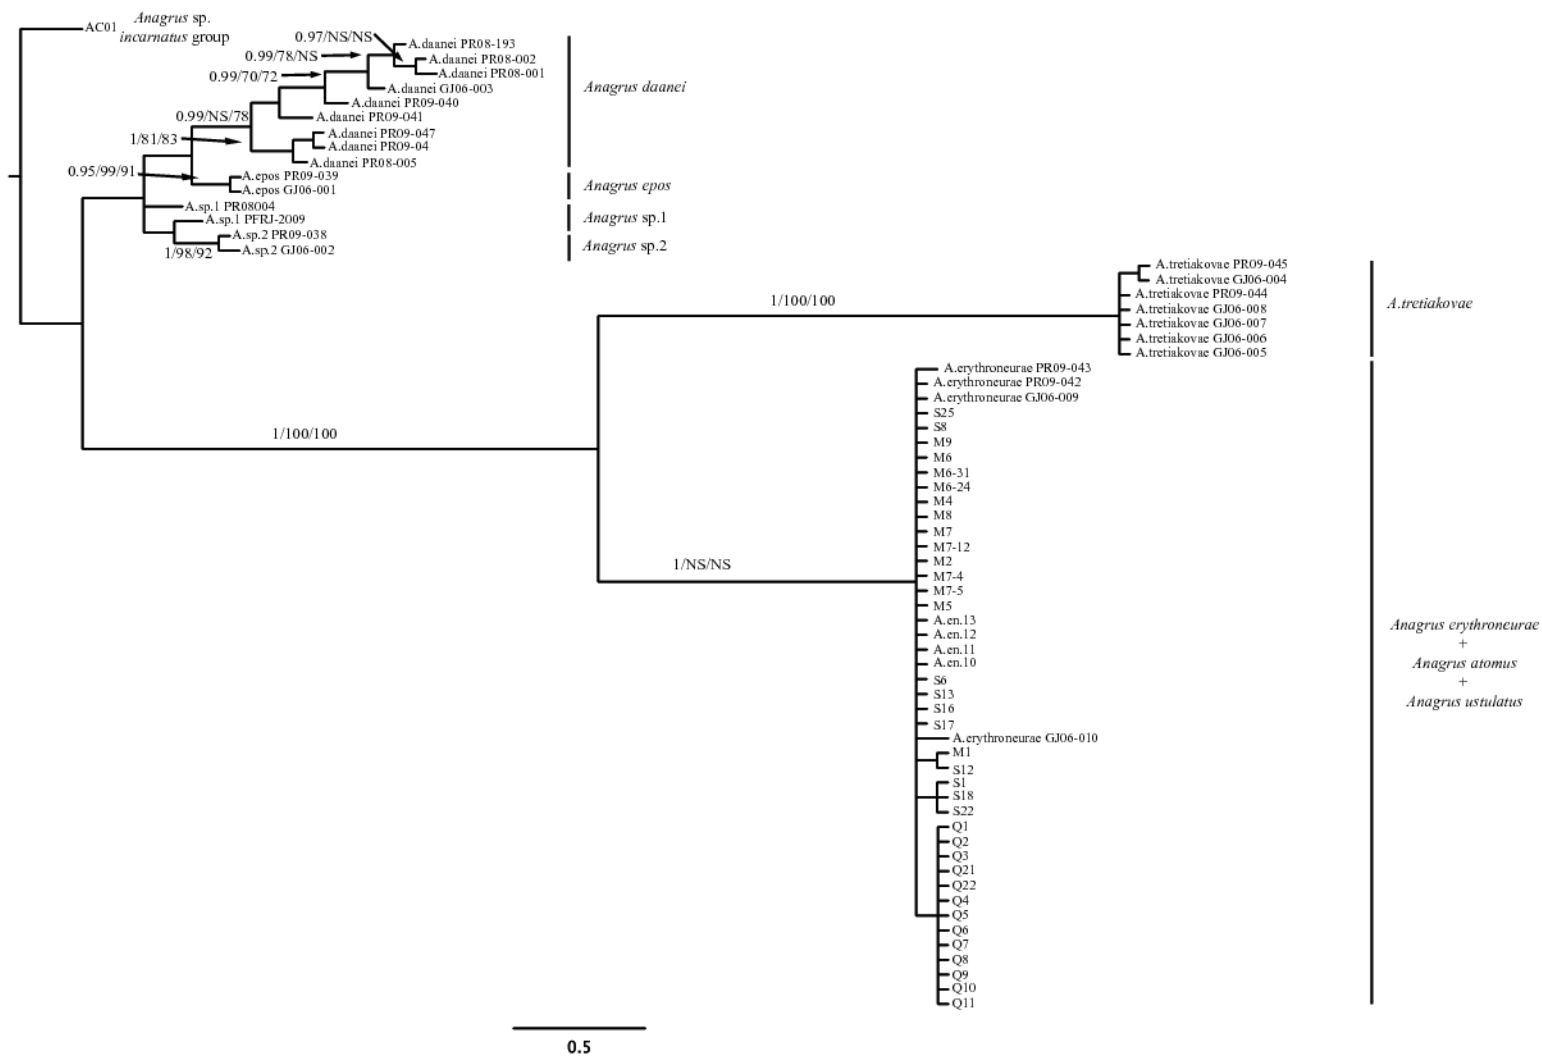 AC01
Anagrus sp.
incarnatus group
0.97/NS/NS
A.daanei PR08-193
0.99/78/NS
A.daanei PR08-002
0.99/70/72
A.daanei PR08-001
A.daanei GJ06-003
Anagrus daanei
A.daanei PR09-040
0.99/NS/78
A.daanei PR09-041
1/81/83
A.daanei PR09-047
A.daanei PR09-04
A.daanei PR08-005
0.95/99/91
A.epos PR09-039
A.epos GJ06-001
Anagrus epos
A.sp.1 PR08004
A.sp.1 PFRJ-2009
Anagrus sp.1
A.sp.2 PR09-038
A.sp.2 GJ06-002
Anagrus sp.2
1/98/92
A.tretiakovae PR09-045
A.tretiakovae GJ06-004
A.tretiakovae PR09-044
1/100/100
A.tretiakovae
A.tretiakovae GJ06-008
A.tretiakovae GJ06-007
A.tretiakovae GJ06-006
A.tretiakovae GJ06-005
A.erythroneurae PR09-043
A.erythroneurae PR09-042
A.erythroneurae GJ06-009
S25
S8
1/100/100
M9
M6
M6-31
M6-24
M4
M8
M7
M7-12
M2
1/NS/NS
M7-4
M7-5
M5
A.en.13
A.en.12
A.en.11
A.en.10
S6
S13
S16
S17
Anagrus erythroneurae
+
Anagrus atomus
+
Anagrus ustulatus
A.erythroneurae GJ06-010
M1
S12
S1
S18
S22
Q1
Q2
Q3
Q21
Q22
Q4
Q5
Q6
Q7
Q8
Q9
Q10
Q11
0.5